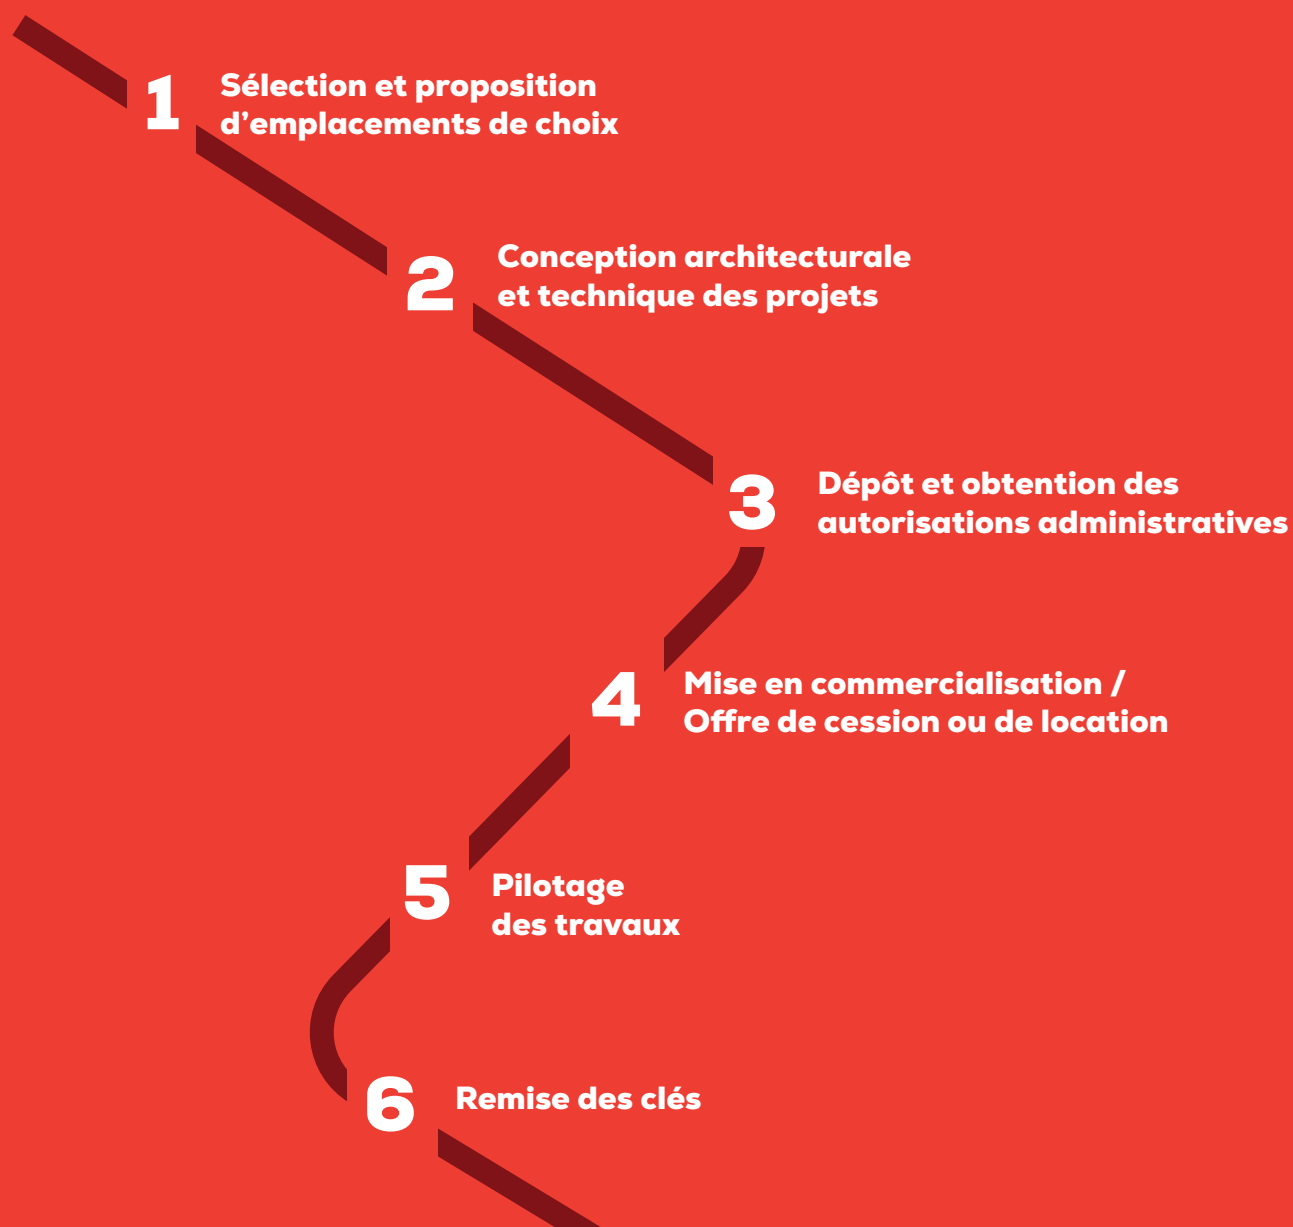 1
Sélection et proposition
d’emplacements de choix
2
Conception architecturale
et technique des projets
3
Dépôt et obtention des
autorisations administratives
4
Mise en commercialisation /
Offre de cession ou de location
5
Pilotage
des travaux
6
Remise des clés